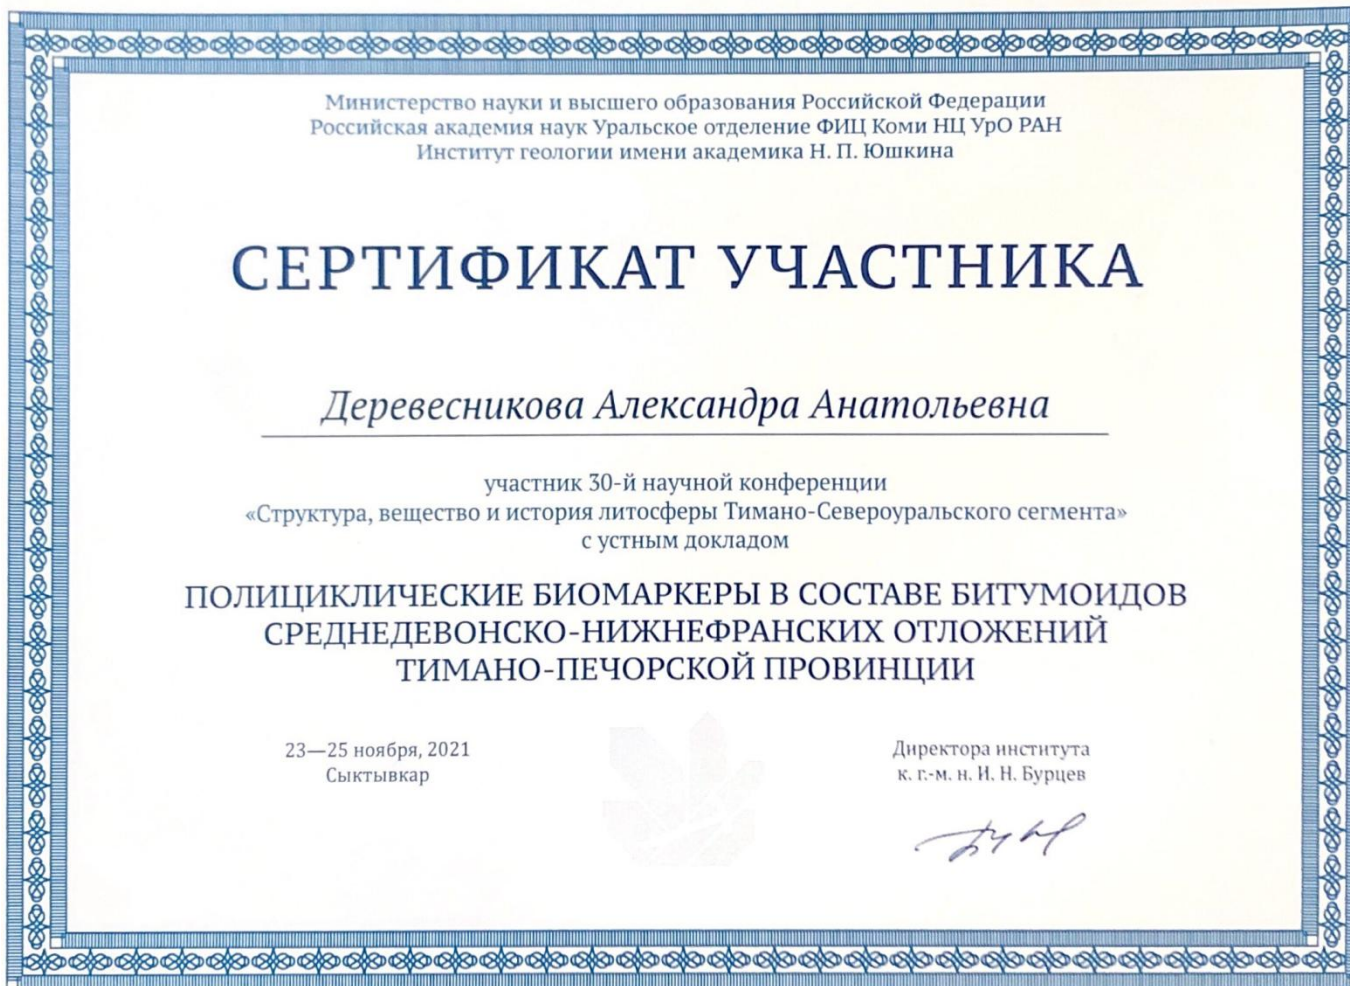 Министерство науки и высшего образования Российской Федерации
Российская академия наук Уральское отделение ФИЦ Коми НЦ УрО РАН
Институт геологии имени академика Н. П. Юшкина
СЕРТИФИКАТ УЧАСТНИКА
Деревесникова Александра Анатольевна
участник 30-й научной конференции
«Структура, вещество и история литосферы Тимано-Североуральского сегмента»
с устным докладом
ПОЛИЦИКЛИЧЕСКИЕ БИОМАРКЕРЫ В СОСТАВЕ БИТУМОИДОВ
СРЕДНЕДЕВОНСКО-НИЖНЕФРАНСКИХ ОТЛОЖЕНИЙ
ТИМАНО-ПЕЧОРСКОЙ ПРОВИНЦИИ
23—25 ноября, 2021
Сыктывкар
Директора института
к. г.-м. н. И. Н. Бурцев